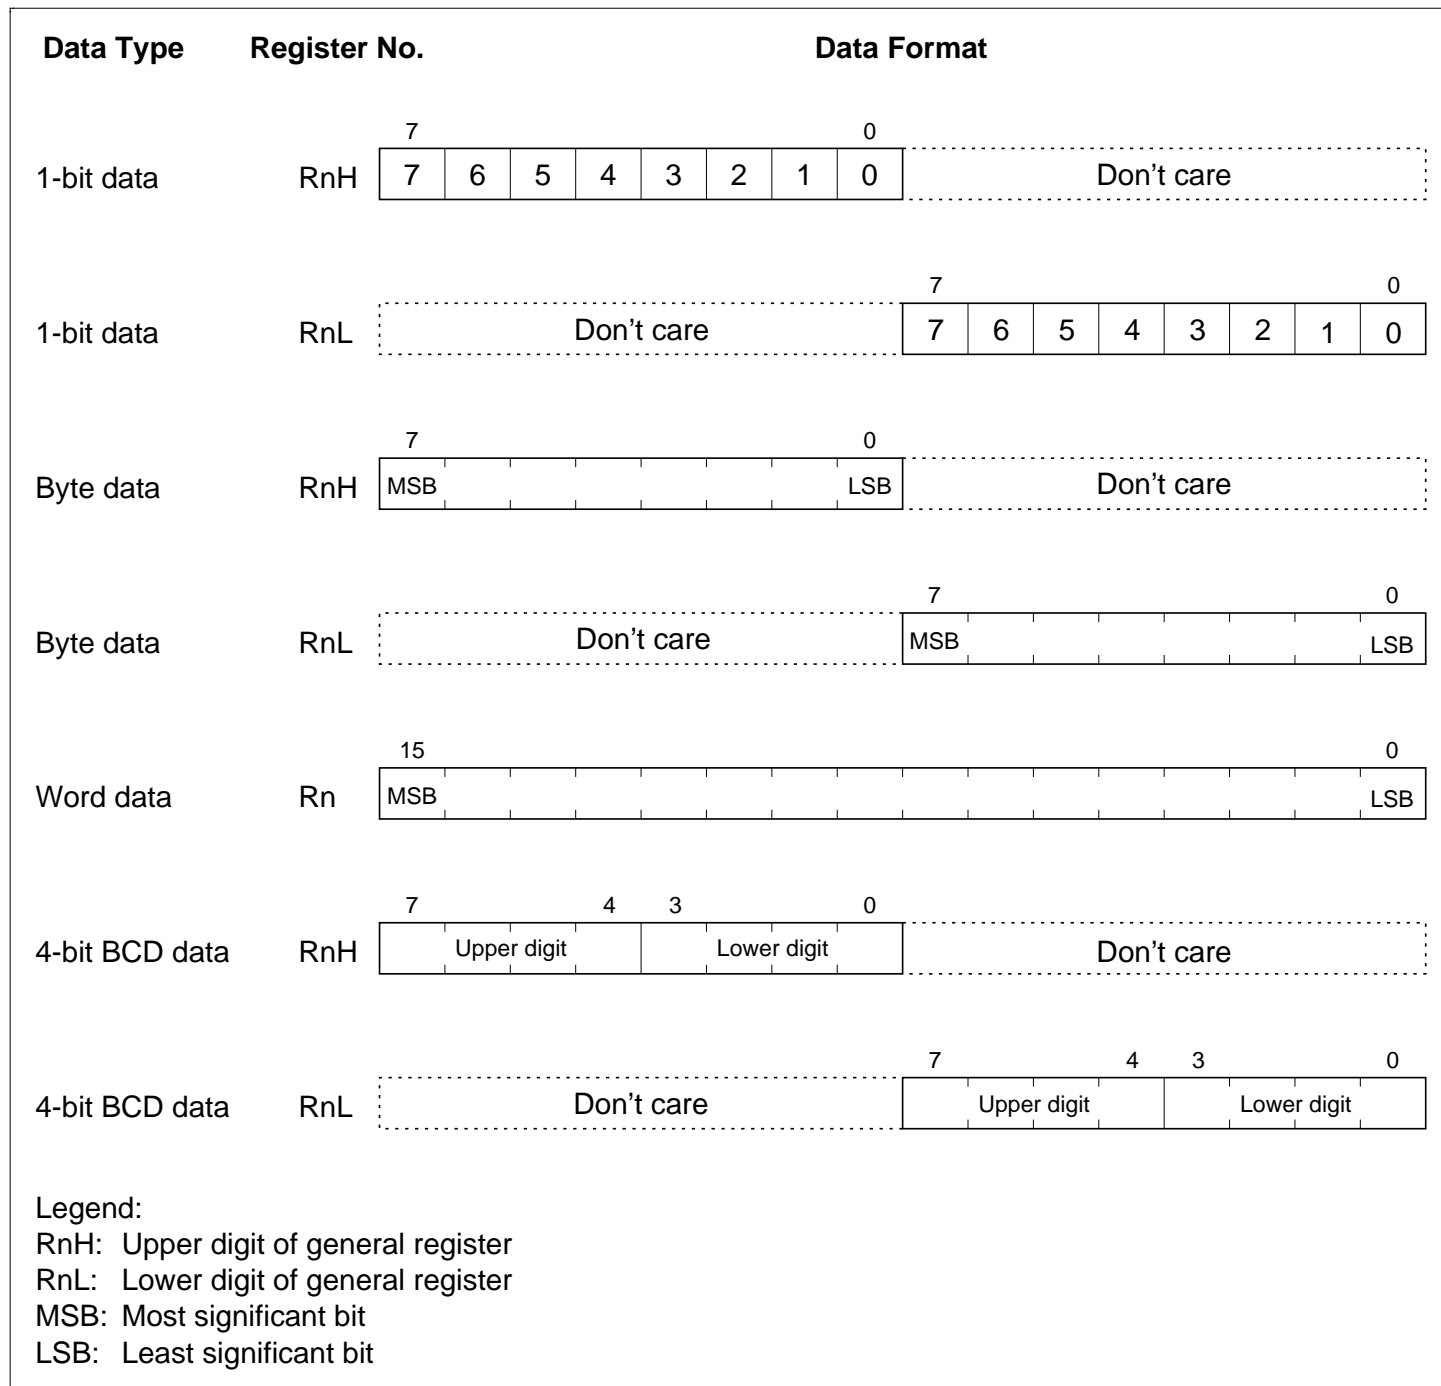 Data Type Register No. Data Format
7 0
1-bit data RnH 7 6 5 4 3 2 1 0 Don't care
7 0
1-bit data RnL Don't care 7 6 5 4 3 2 1 0
7 0
Byte data RnH MSB LSB Don't care
7 0
Byte data RnL Don't care MSB LSB
15 0
Word data Rn MSB LSB
7 4 3 0
4-bit BCD data RnH Upper digit Lower digit Don't care
7 4 3 0
4-bit BCD data RnL Don't care Upper digit Lower digit
Legend:
RnH: Upper digit of general register
RnL: Lower digit of general register
MSB: Most significant bit
LSB: Least significant bit